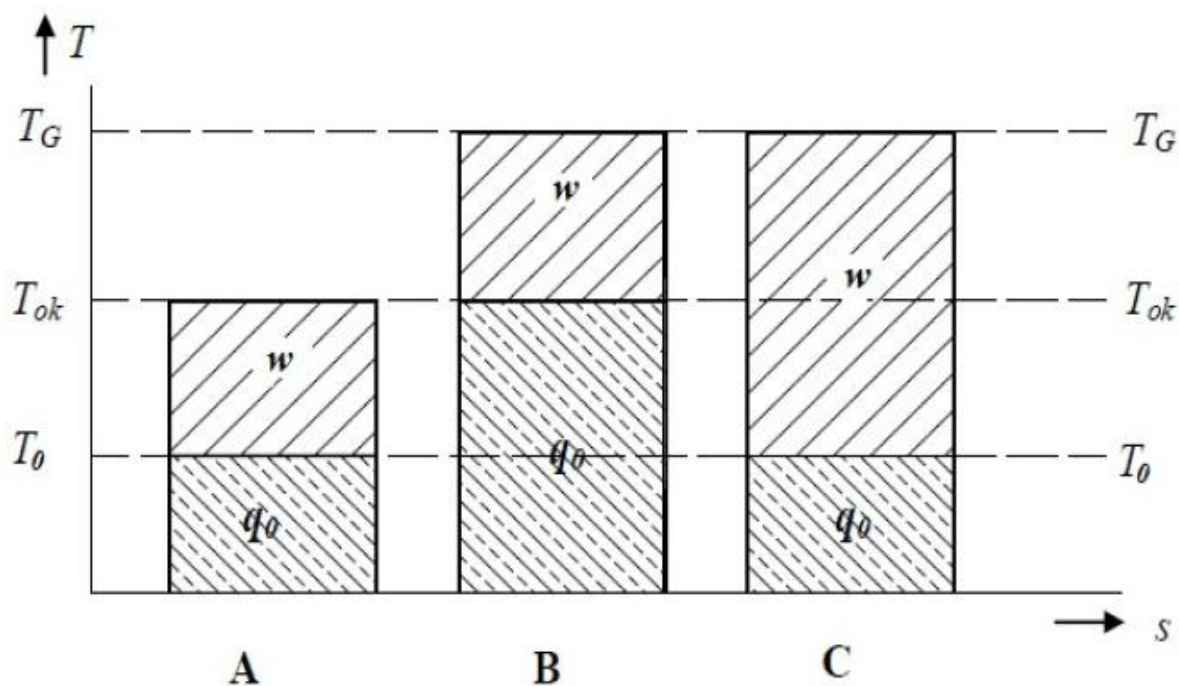 T
T_G T_G
w w
w
T_ok T_ok
w
T_0 T_0
q_0
q_0 q_0
s
A B C